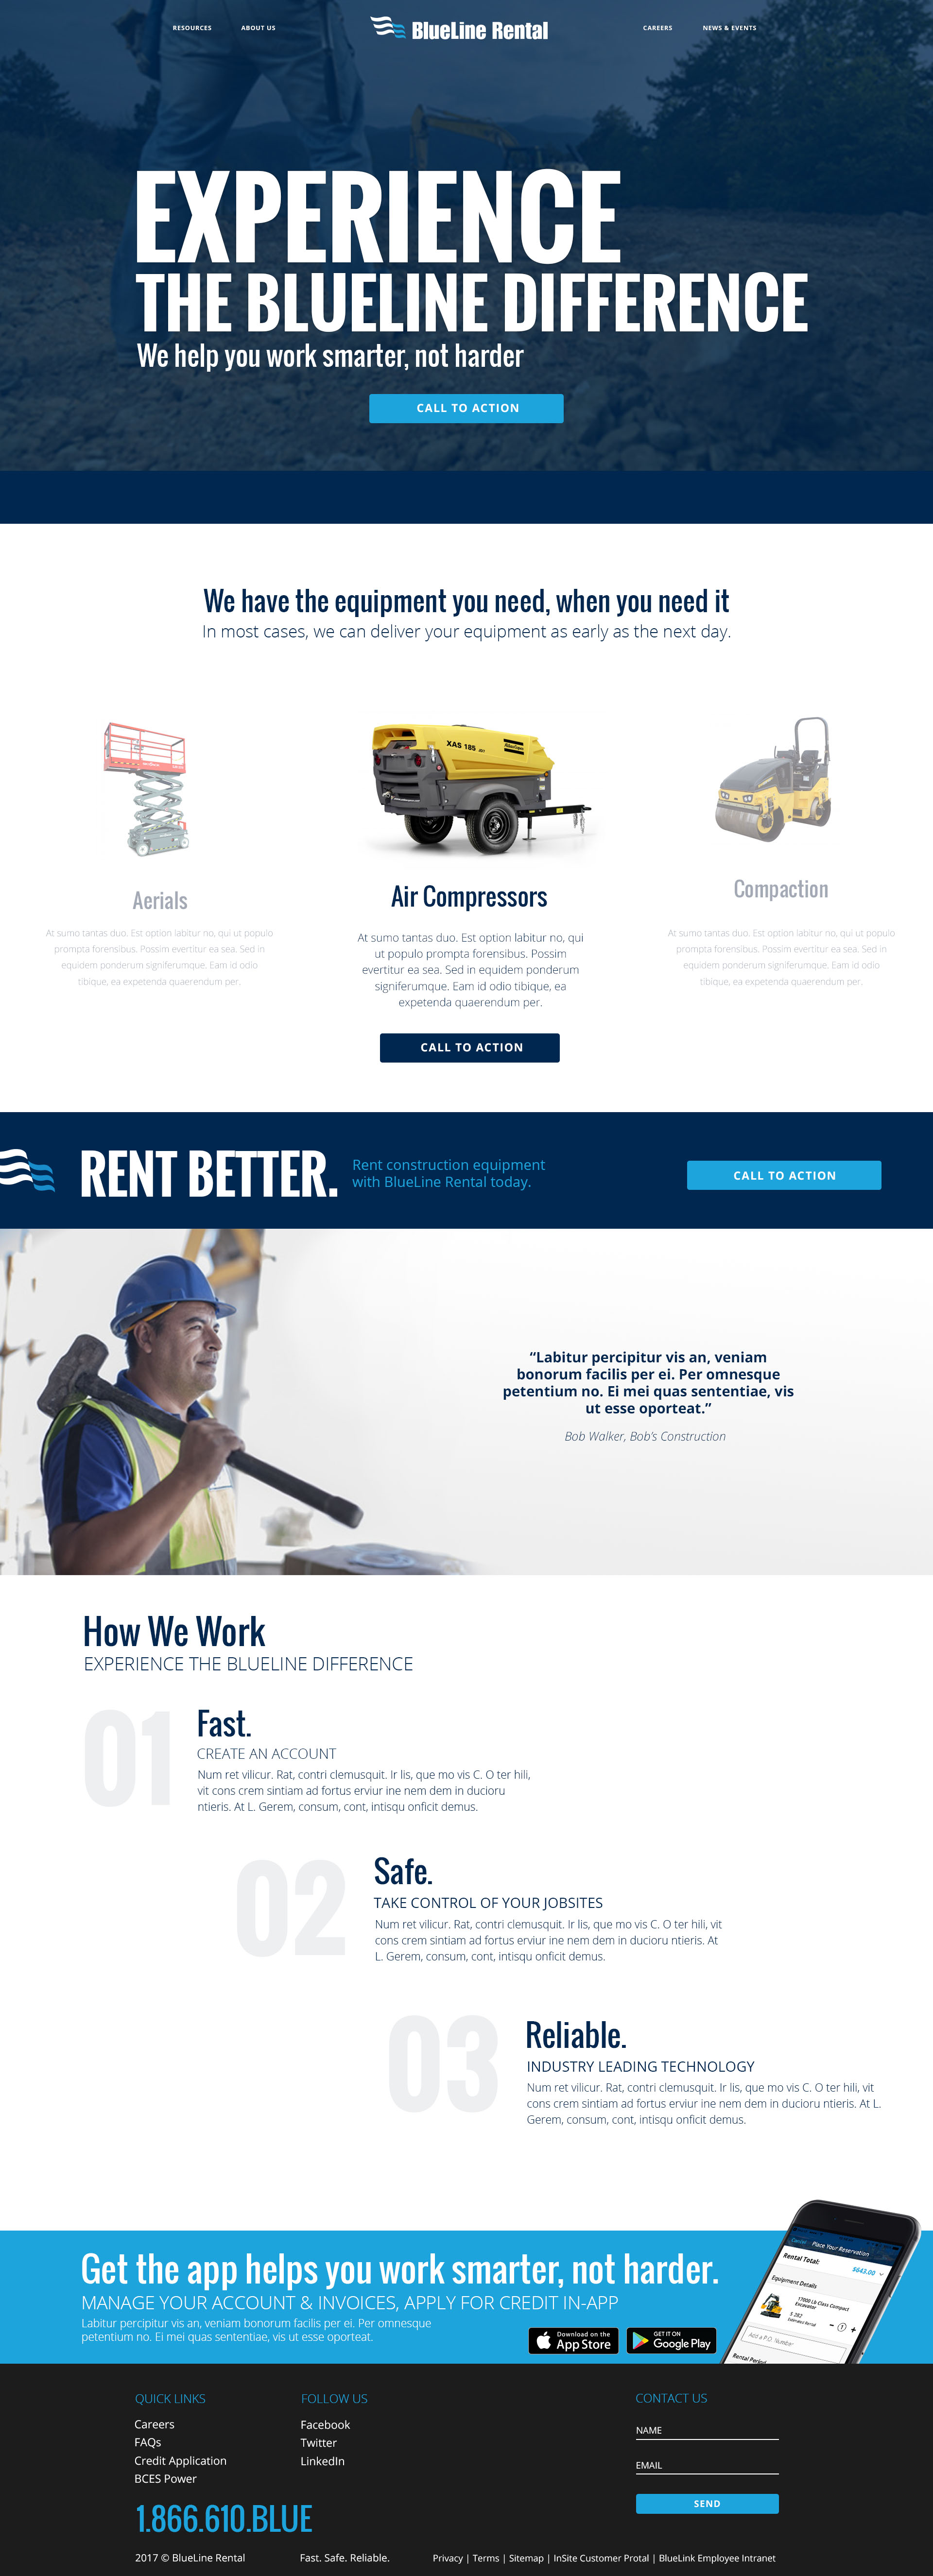 RESOURCES
ABOUT US
BlueLine Rental
CAREERS
NEWS & EVENTS
EXPERIENCE
THE BLUELINE DIFFERENCE
We help you work smarter, not harder
CALL TO ACTION
We have the equipment you need, when you need it
In most cases, we can deliver your equipment as early as the next day.
Aerials
At sumo tantas duo. Est option labitur no, qui ut populo
prompta forensibus. Possim evertitur ea sea. Sed in
equidem ponderum signiferumque. Eam id odio
tibique, ea expetenda quaerendum per.
XAS 185
Air Compressors
At sumo tantas duo. Est option labitur no, qui
ut populo prompta forensibus. Possim
evertitur ea sea. Sed in equidem ponderum
signiferumque. Eam id odio tibique, ea
expetenda quaerendum per.
CALL TO ACTION
Compaction
At sumo tantas duo. Est option labitur no, qui ut populo
prompta forensibus. Possim evertitur ea sea. Sed in
equidem ponderum signiferumque. Eam id odio
tibique, ea expetenda quaerendum per.
RENT BETTER.
Rent construction equipment
with BlueLine Rental today.
CALL TO ACTION
“Labitur percipitur vis an, veniam
bonorum facilis per ei. Per omnesque
petentium no. Ei mei quas sententiae, vis
ut esse oporteat.”
Bob Walker, Bob’s Construction
How We Work
EXPERIENCE THE BLUELINE DIFFERENCE
01
Fast.
CREATE AN ACCOUNT
Num ret vilicur. Rat, contri clemusquit. Ir lis, que mo vis C. O ter hili,
vit cons crem sintiam ad fortus erviur ine nem dem in ducioru
ntieris. At L. Gerem, consum, cont, intisqu onficit demus.
02
Safe.
TAKE CONTROL OF YOUR JOBSITES
Num ret vilicur. Rat, contri clemusquit. Ir lis, que mo vis C. O ter hili, vit
cons crem sintiam ad fortus erviur ine nem dem in ducioru ntieris. At
L. Gerem, consum, cont, intisqu onficit demus.
03
Reliable.
INDUSTRY LEADING TECHNOLOGY
Num ret vilicur. Rat, contri clemusquit. Ir lis, que mo vis C. O ter hili, vit
cons crem sintiam ad fortus erviur ine nem dem in ducioru ntieris. At L.
Gerem, consum, cont, intisqu onficit demus.
Get the app helps you work smarter, not harder.
MANAGE YOUR ACCOUNT & INVOICES, APPLY FOR CREDIT IN-APP
Labitur percipitur vis an, veniam bonorum facilis per ei. Per omnesque
petentium no. Ei mei quas sententiae, vis ut esse oporteat.
Download on the
App Store
GET IT ON
Google Play
Cancel
Place Your Reservation
Rental Total:
$643.00
Equipment Details
17000 Lb Class Compact
Excavator
S-282
Estimated Rental
- 1 +
Add a P.O. Number
Rental Period
QUICK LINKS
Careers
FAQs
Credit Application
BCES Power
FOLLOW US
Facebook
Twitter
LinkedIn
CONTACT US
NAME
EMAIL
SEND
1.866.610.BLUE
2017 © BlueLine Rental
Fast. Safe. Reliable.
Privacy | Terms | Sitemap | InSite Customer Protal | BlueLink Employee Intranet